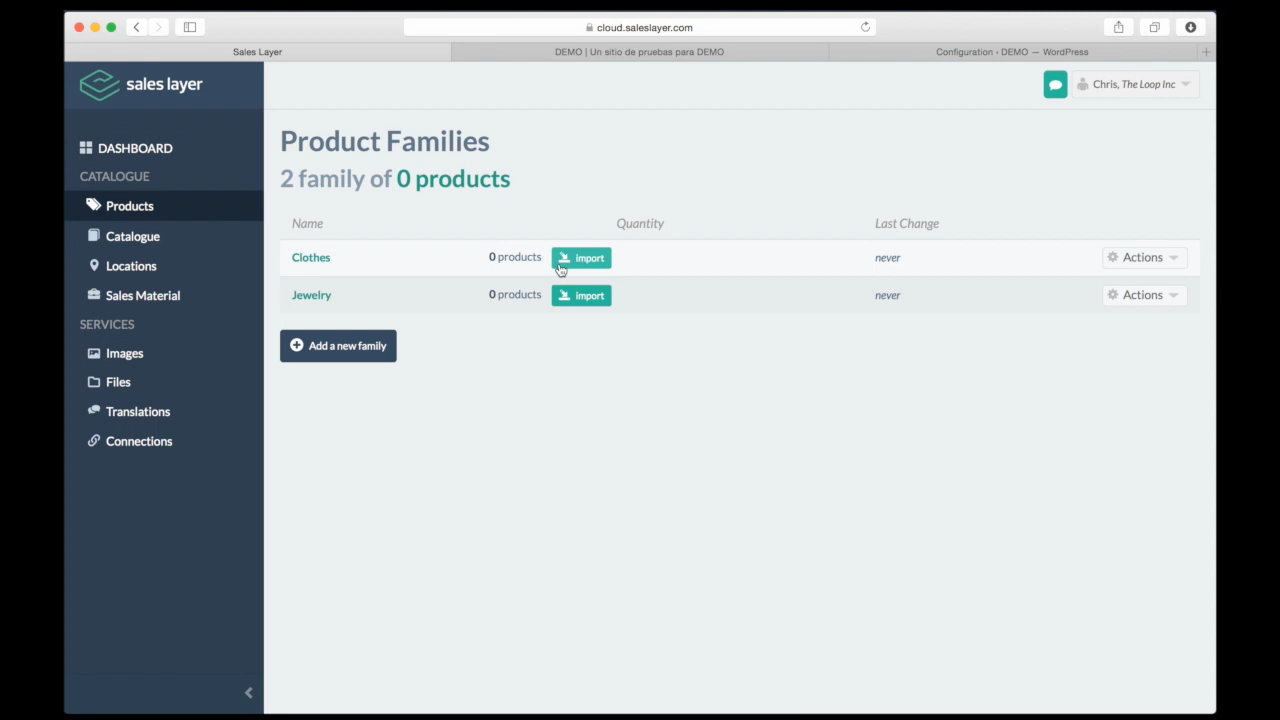 cloud.saleslayer.com
Sales Layer
DEMO | Un sitio de pruebas para DEMO
Configuration ‹ DEMO — WordPress
sales layer
Chris, The Loop Inc
DASHBOARD
CATALOGUE
Products
Catalogue
Locations
Sales Material
SERVICES
Images
Files
Translations
Connections
Product Families
2 family of 0 products
Name Quantity Last Change
Clothes 0 products import never Actions
Jewelry 0 products import never Actions
Add a new family